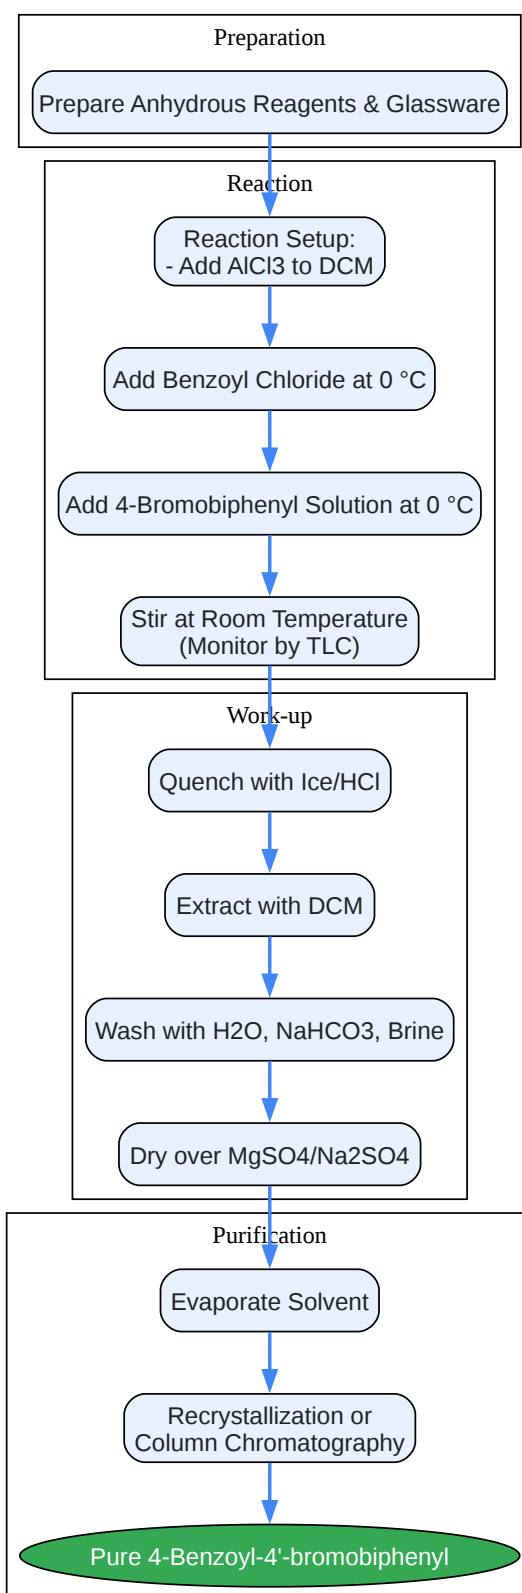 Preparation
Prepare Anhydrous Reagents & Glassware
Reaction
Reaction Setup:
- Add AlCl3 to DCM
Add Benzoyl Chloride at 0 °C
Add 4-Bromobiphenyl Solution at 0 °C
Stir at Room Temperature
(Monitor by TLC)
Work-up
Quench with Ice/HCl
Extract with DCM
Wash with H2O, NaHCO3, Brine
Dry over MgSO4/Na2SO4
Purification
Evaporate Solvent
Recrystallization or
Column Chromatography
Pure 4-Benzoyl-4'-bromobiphenyl